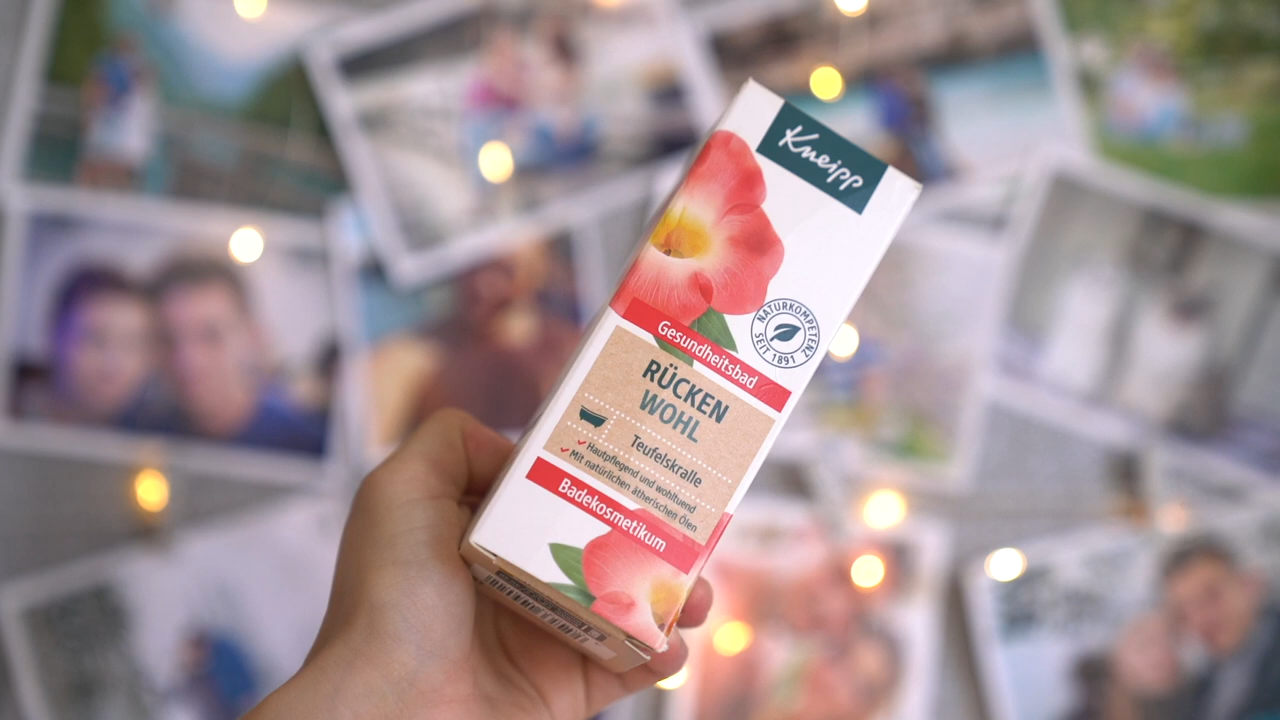 Kneipp
NATURKOMPETENZ
SEIT 1891
Gesundheitsbad
RÜCKEN
WOHL
Teufelskralle
Hautpflegend und wohltuend
Mit natürlichen ätherischen Ölen
Badekosmetikum